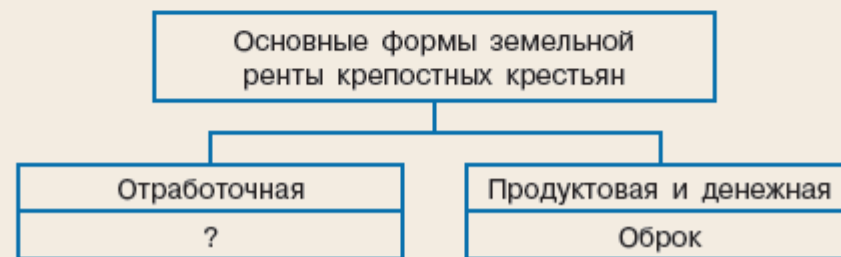 Основные формы земельной
ренты крепостных крестьян
Отработочная
Продуктовая и денежная
?
Оброк